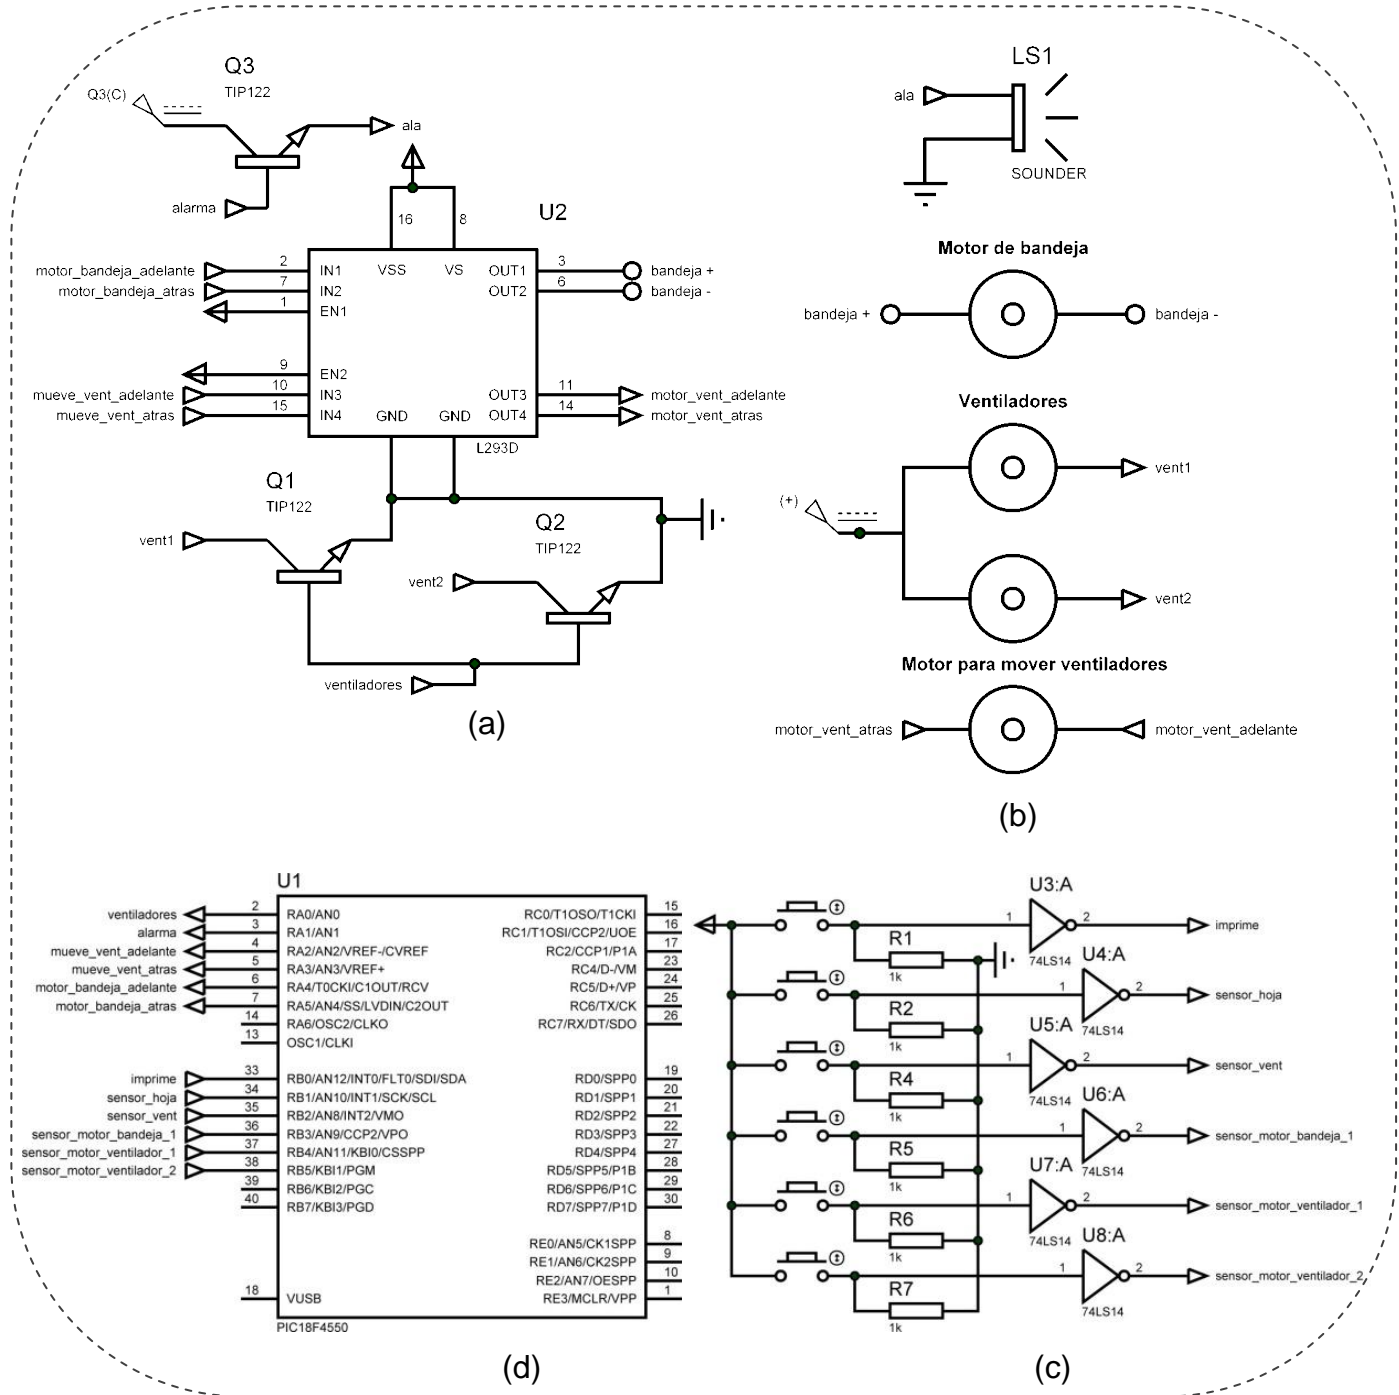 Q3
TIP122
Q3(C)
ala
alarma
16
8
U2
motor_bandeja_adelante
2
IN1
VSS
VS
OUT1
3
bandeja +
motor_bandeja_atras
7
IN2
OUT2
6
bandeja -
1
EN1
9
EN2
mueve_vent_adelante
10
IN3
OUT3
11
motor_vent_adelante
mueve_vent_atras
15
IN4
GND
GND
OUT4
14
motor_vent_atras
L293D
Q1
TIP122
vent1
Q2
TIP122
vent2
ventiladores
(a)
LS1
ala
SOUNDER
Motor de bandeja
bandeja +
bandeja -
Ventiladores
vent1
(+)
vent2
Motor para mover ventiladores
motor_vent_atras
motor_vent_adelante
(b)
U1
ventiladores
2
RA0/AN0
RC0/T1OSO/T1CKI
15
alarma
3
RA1/AN1
RC1/T1OSI/CCP2/UOE
16
mueve_vent_adelante
4
RA2/AN2/VREF-/CVREF
RC2/CCP1/P1A
17
mueve_vent_atras
5
RA3/AN3/VREF+
RC4/D-/VM
23
motor_bandeja_adelante
6
RA4/T0CKI/C1OUT/RCV
RC5/D+/VP
24
motor_bandeja_atras
7
RA5/AN4/SS/LVDIN/C2OUT
RC6/TX/CK
25
14
RA6/OSC2/CLKO
RC7/RX/DT/SDO
26
13
OSC1/CLKI
imprime
33
RB0/AN12/INT0/FLT0/SDI/SDA
RD0/SPP0
19
sensor_hoja
34
RB1/AN10/INT1/SCK/SCL
RD1/SPP1
20
sensor_vent
35
RB2/AN8/INT2/VMO
RD2/SPP2
21
sensor_motor_bandeja_1
36
RB3/AN9/CCP2/VPO
RD3/SPP3
22
sensor_motor_ventilador_1
37
RB4/AN11/KBI0/CSSPP
RD4/SPP4
27
sensor_motor_ventilador_2
38
RB5/KBI1/PGM
RD5/SPP5/P1B
28
39
RB6/KBI2/PGC
RD6/SPP6/P1C
29
40
RB7/KBI3/PGD
RD7/SPP7/P1D
30
RE0/AN5/CK1SPP
8
RE1/AN6/CK2SPP
9
RE2/AN7/OESPP
10
18
VUSB
RE3/MCLR/VPP
1
PIC18F4550
(d)
U3:A
1
2
imprime
R1
1k
74LS14
U4:A
1
2
sensor_hoja
R2
1k
74LS14
U5:A
1
2
sensor_vent
R4
1k
74LS14
U6:A
1
2
sensor_motor_bandeja_1
R5
1k
74LS14
U7:A
1
2
sensor_motor_ventilador_1
R6
1k
74LS14
U8:A
1
2
sensor_motor_ventilador_2
R7
1k
74LS14
(c)